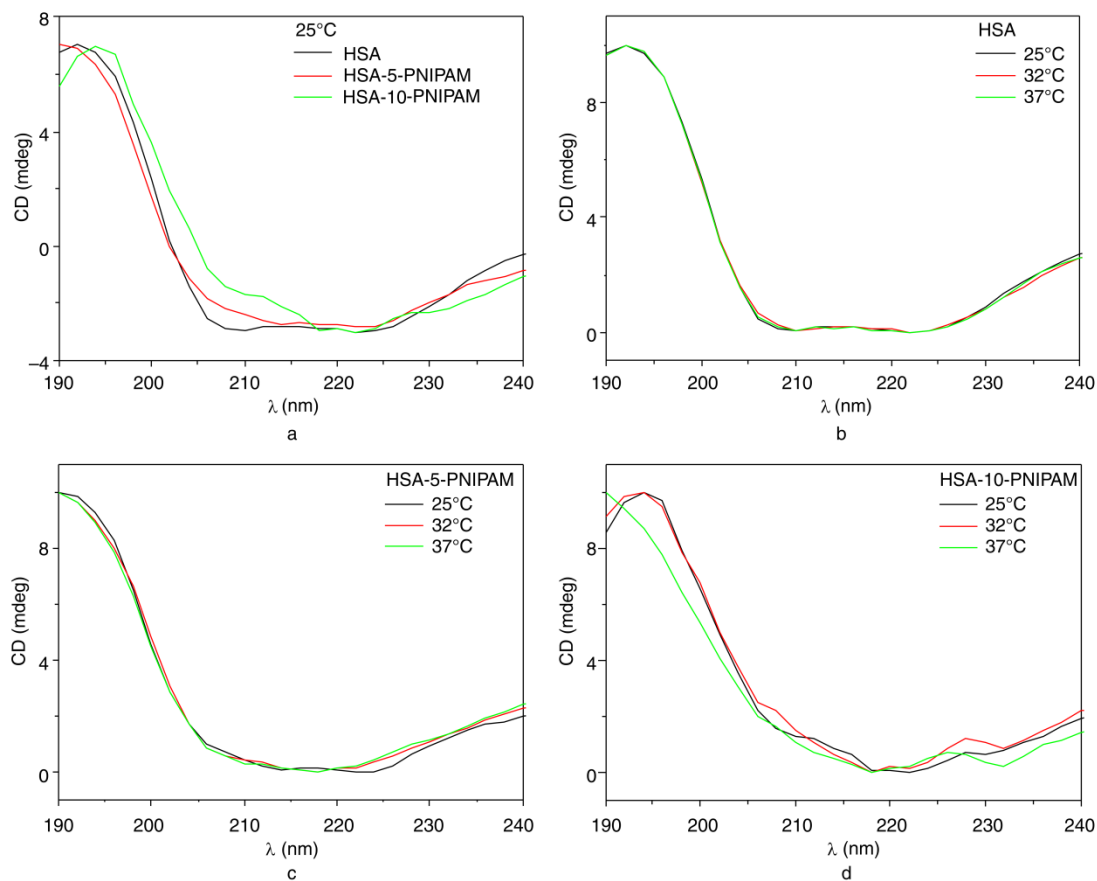 25°C
HSA
HSA-5-PNIPAM
HSA-10-PNIPAM
8
4
0
−4
CD (mdeg)
190 200 210 220 230 240
λ (nm)
a
HSA
25°C
32°C
37°C
8
4
0
CD (mdeg)
190 200 210 220 230 240
λ (nm)
b
HSA-5-PNIPAM
25°C
32°C
37°C
8
4
0
CD (mdeg)
190 200 210 220 230 240
λ (nm)
c
HSA-10-PNIPAM
25°C
32°C
37°C
8
4
0
CD (mdeg)
190 200 210 220 230 240
λ (nm)
d